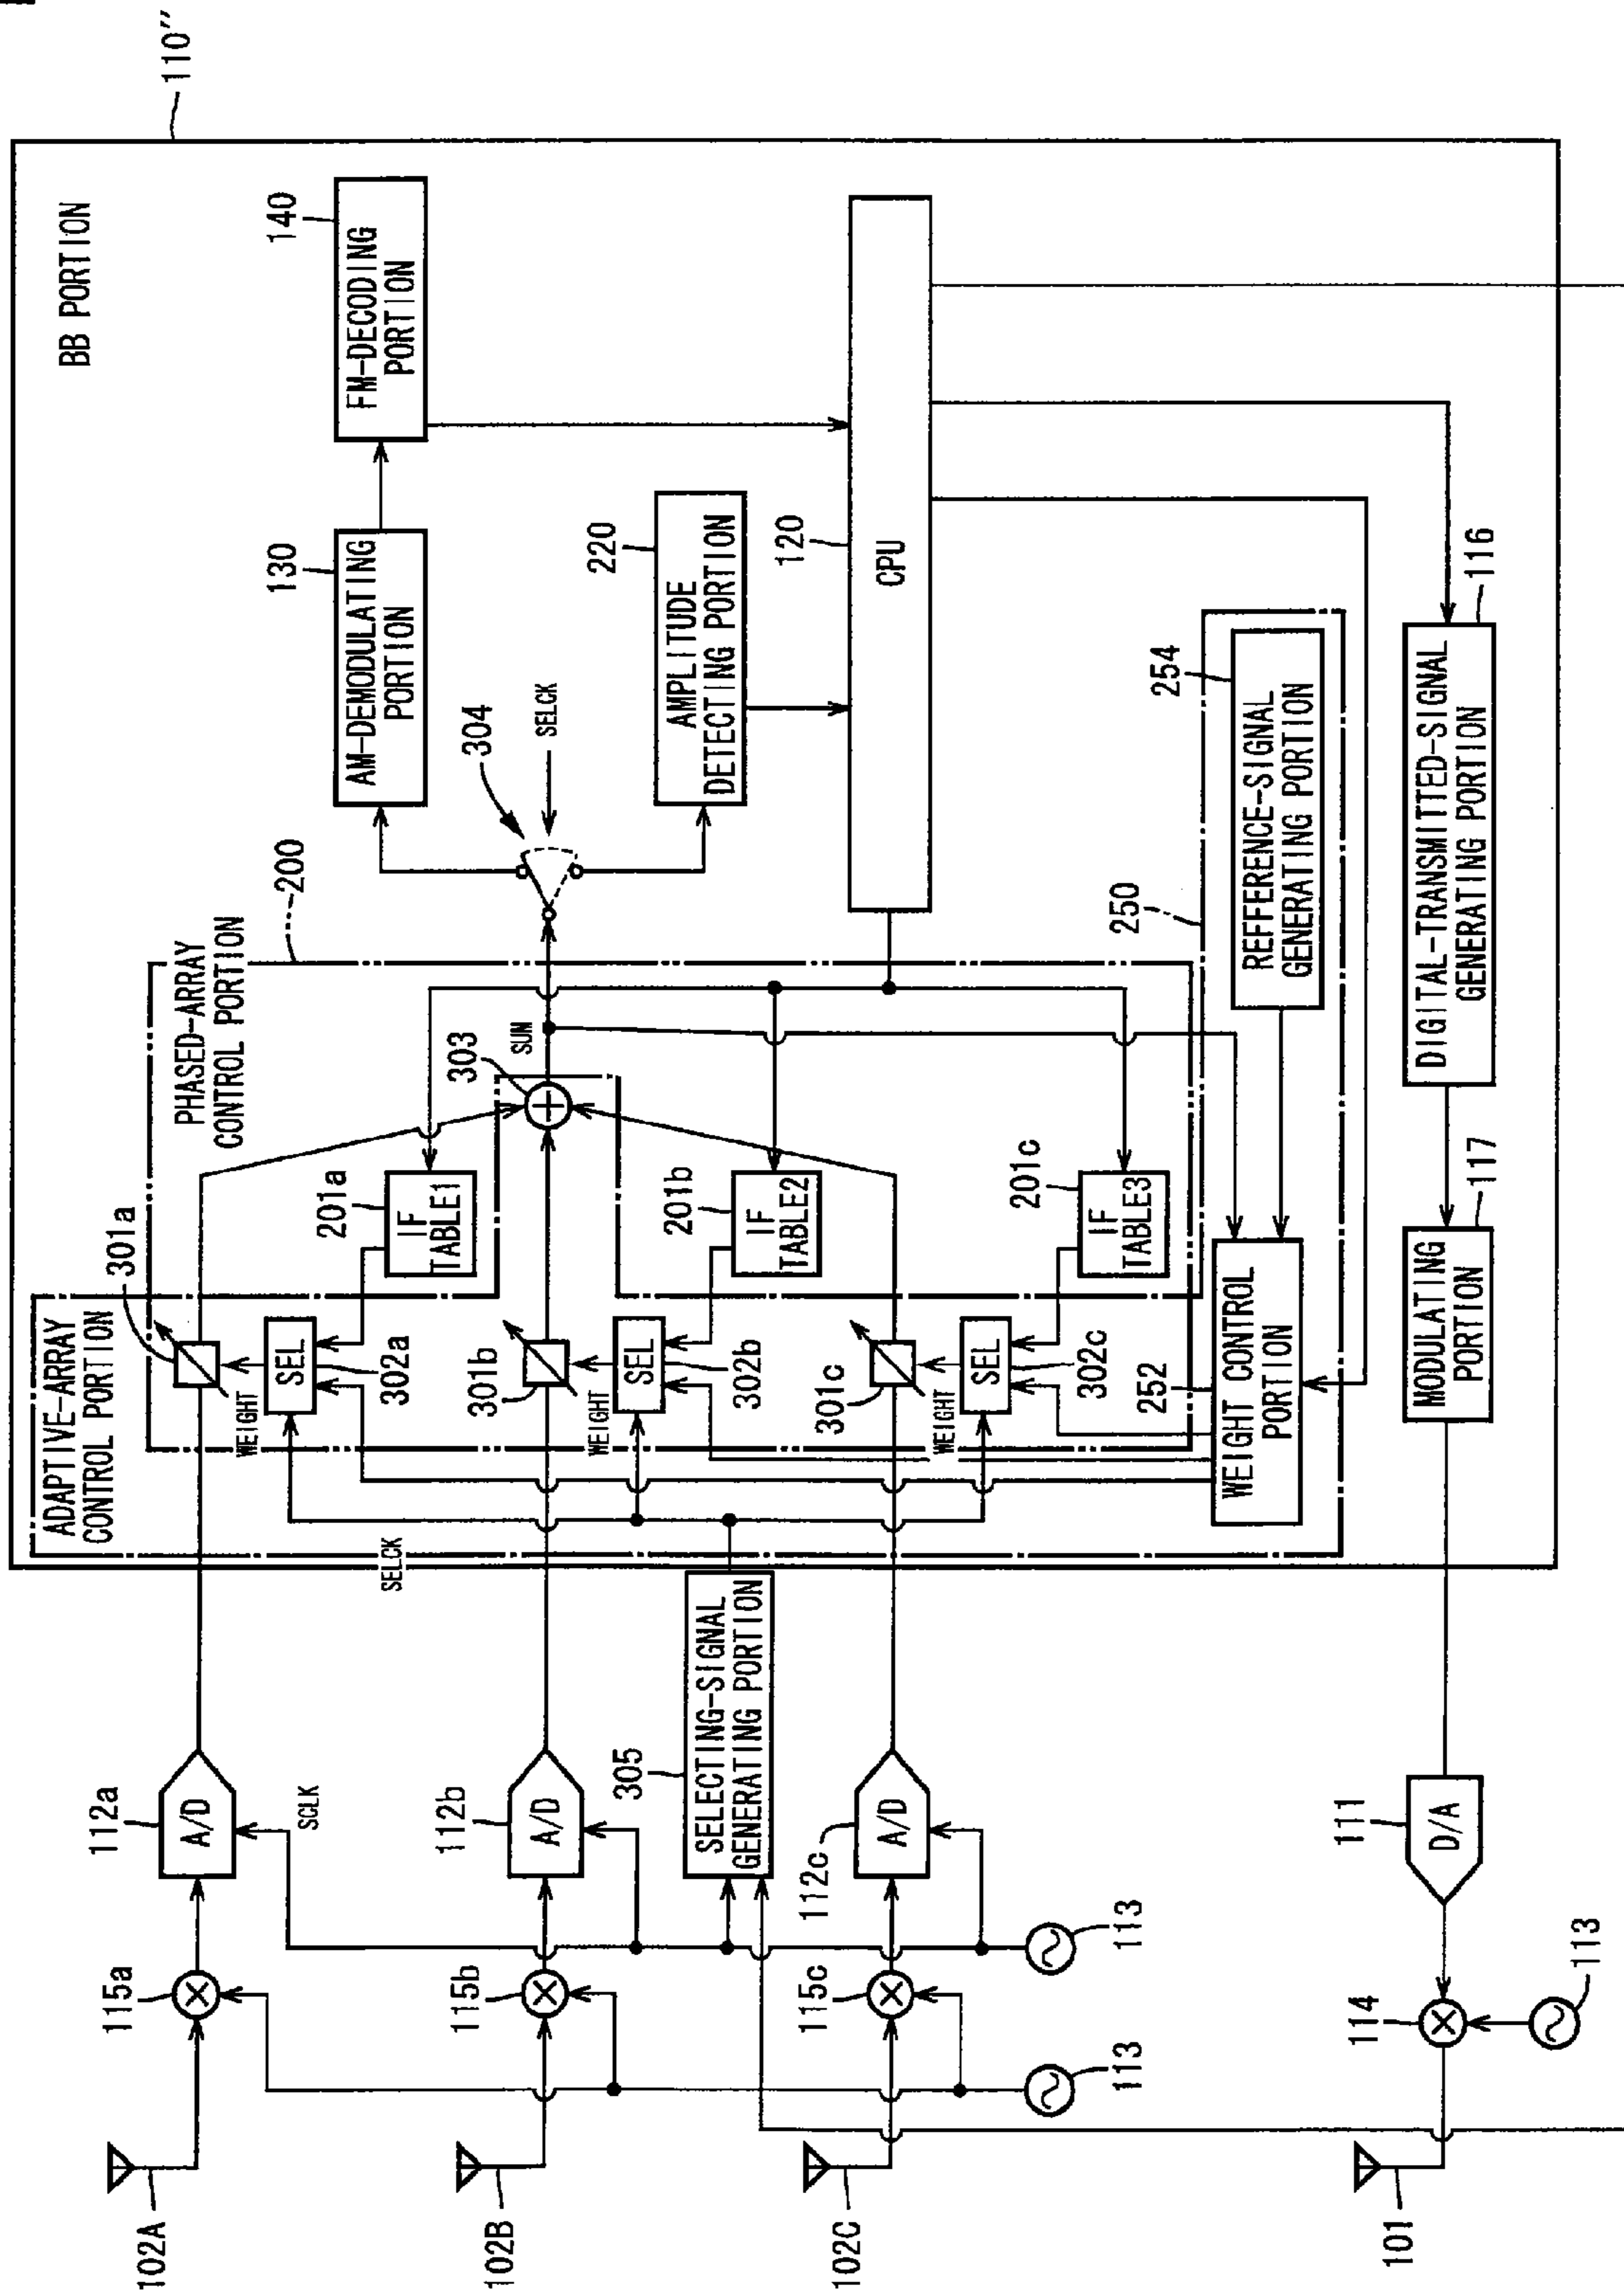 110″
BB PORTION
140
FM-DECODING
PORTION
130
AM-DEMODULATING
PORTION
304
SELCK
220
AMPLITUDE
DETECTING PORTION
120
CPU
200
PHASED-ARRAY
CONTROL PORTION
SUN
303
250
254
REFFERENCE-SIGNAL
GENERATING PORTION
116
DIGITAL-TRANSMITTED-SIGNAL
GENERATING PORTION
117
MODULATING
PORTION
201a
IF
TABLE1
201b
IF
TABLE2
201c
IF
TABLE3
ADAPTIVE-ARRAY
CONTROL PORTION
301a
WEIGHT
SEL
302a
301b
WEIGHT
SEL
302b
301c
WEIGHT
SEL
302c
252
WEIGHT CONTROL
PORTION
SELCK
305
SELECTING-SIGNAL
GENERATING PORTION
112a
A/D
SCLK
112b
A/D
112c
A/D
111
D/A
115a
115b
115c
113
113
114
113
102A
102B
102C
101